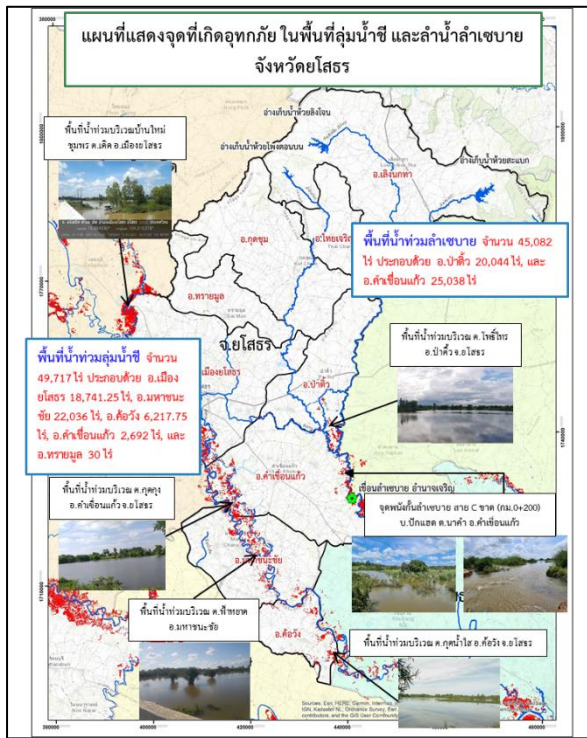 แผนที่แสดงจุดที่เกิดอุทกภัย ในพื้นที่ลุ่มน้ำชี และลำน้ำลำเซบาย
จังหวัดยโสธร
อ่างเก็บน้ำห้วยลิงโจน
อ่างเก็บน้ำห้วยโพงตอนบน
อ่างเก็บน้ำห้วยสะแบก
พื้นที่น้ำท่วมบริเวณบ้านใหม่
ชุมพร ต.เดิด อ.เมืองยโสธร
อ.เลิงนกทา
อ.กุดชุม
อ.ไทยเจริญ
พื้นที่น้ำท่วมลำเซบาย จำนวน 45,082
ไร่ ประกอบด้วย อ.ป่าติ้ว 20,044 ไร่, และ
อ.คำเขื่อนแก้ว 25,038 ไร่
อ.ทรายมูล
จ.ยโสธร
พื้นที่น้ำท่วมบริเวณ ต.โพธิ์ไทร
อ.ป่าติ้ว จ.ยโสธร
พื้นที่น้ำท่วมลุ่มน้ำชี จำนวน
49,717 ไร่ ประกอบด้วย อ.เมือง
ยโสธร 18,741.25 ไร่, อ.มหาชนะ
ชัย 22,036 ไร่, อ.ค้อวัง 6,217.75
ไร่, อ.คำเขื่อนแก้ว 2,692 ไร่, และ
อ.ทรายมูล 30 ไร่
เมืองยโสธร
อ.ป่าติ้ว
อ.คำเขื่อนแก้ว
เขื่อนลำเซบาย อำนาจเจริญ
พื้นที่น้ำท่วมบริเวณ ต.กุดกุง
อ.คำเขื่อนแก้ว จ.ยโสธร
จุดพนังกั้นลำเซบาย สาย C ขาด (กม.0+200)
บ.ปักแฮด ต.นาคำ อ.คำเขื่อนแก้ว
อ.มหาชนะชัย
พื้นที่น้ำท่วมบริเวณ ต.ฟ้าหยาด
อ.มหาชนะชัย
อ.ค้อวัง
พื้นที่น้ำท่วมบริเวณ ต.กุดน้ำใส อ.ค้อวัง จ.ยโสธร
Sources: Esri, HERE, Garmin, Intermap,
IGN, Kadaster NL, Ordnance Survey, Esri
contributors, and the GIS User Community
380000
400000
420000
440000